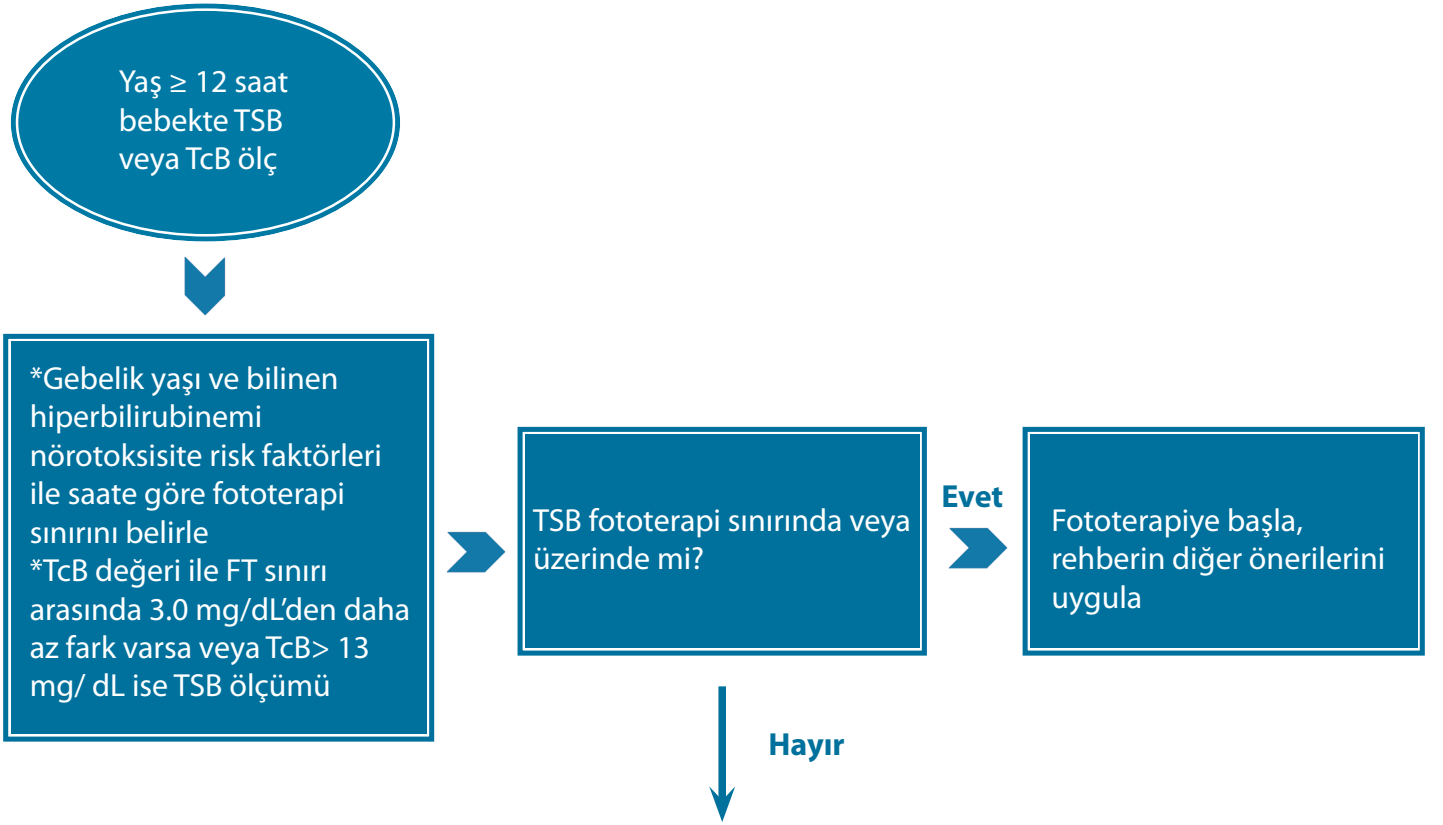 Yaş ≥ 12 saat
bebekte TSB
veya TcB ölç
*Gebelik yaşı ve bilinen
hiperbilirubinemi
nörotoksisite risk faktörleri
ile saate göre fototerapi
sınırını belirle
*TcB değeri ile FT sınırı
arasında 3.0 mg/dL’den daha
az fark varsa veya TcB> 13
mg/ dL ise TSB ölçümü
TSB fototerapi sınırında veya
üzerinde mi?
Evet
Fototerapiye başla,
rehberin diğer önerilerini
uygula
Hayır